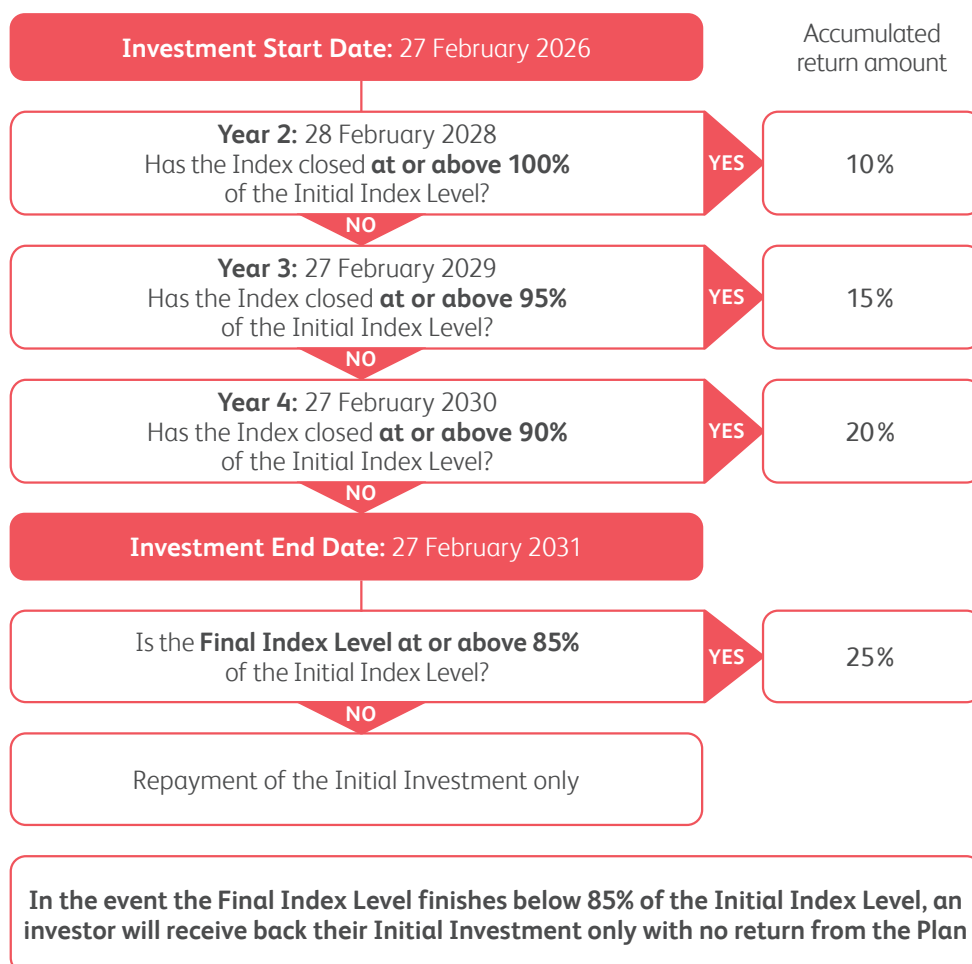 Investment Start Date: 27 February 2026
Accumulated
return amount
Year 2: 28 February 2028
Has the Index closed at or above 100%
of the Initial Index Level?
YES
10%
NO
Year 3: 27 February 2029
Has the Index closed at or above 95%
of the Initial Index Level?
YES
15%
NO
Year 4: 27 February 2030
Has the Index closed at or above 90%
of the Initial Index Level?
YES
20%
NO
Investment End Date: 27 February 2031
Is the Final Index Level at or above 85%
of the Initial Index Level?
YES
25%
NO
Repayment of the Initial Investment only
In the event the Final Index Level finishes below 85% of the Initial Index Level, an
investor will receive back their Initial Investment only with no return from the Plan